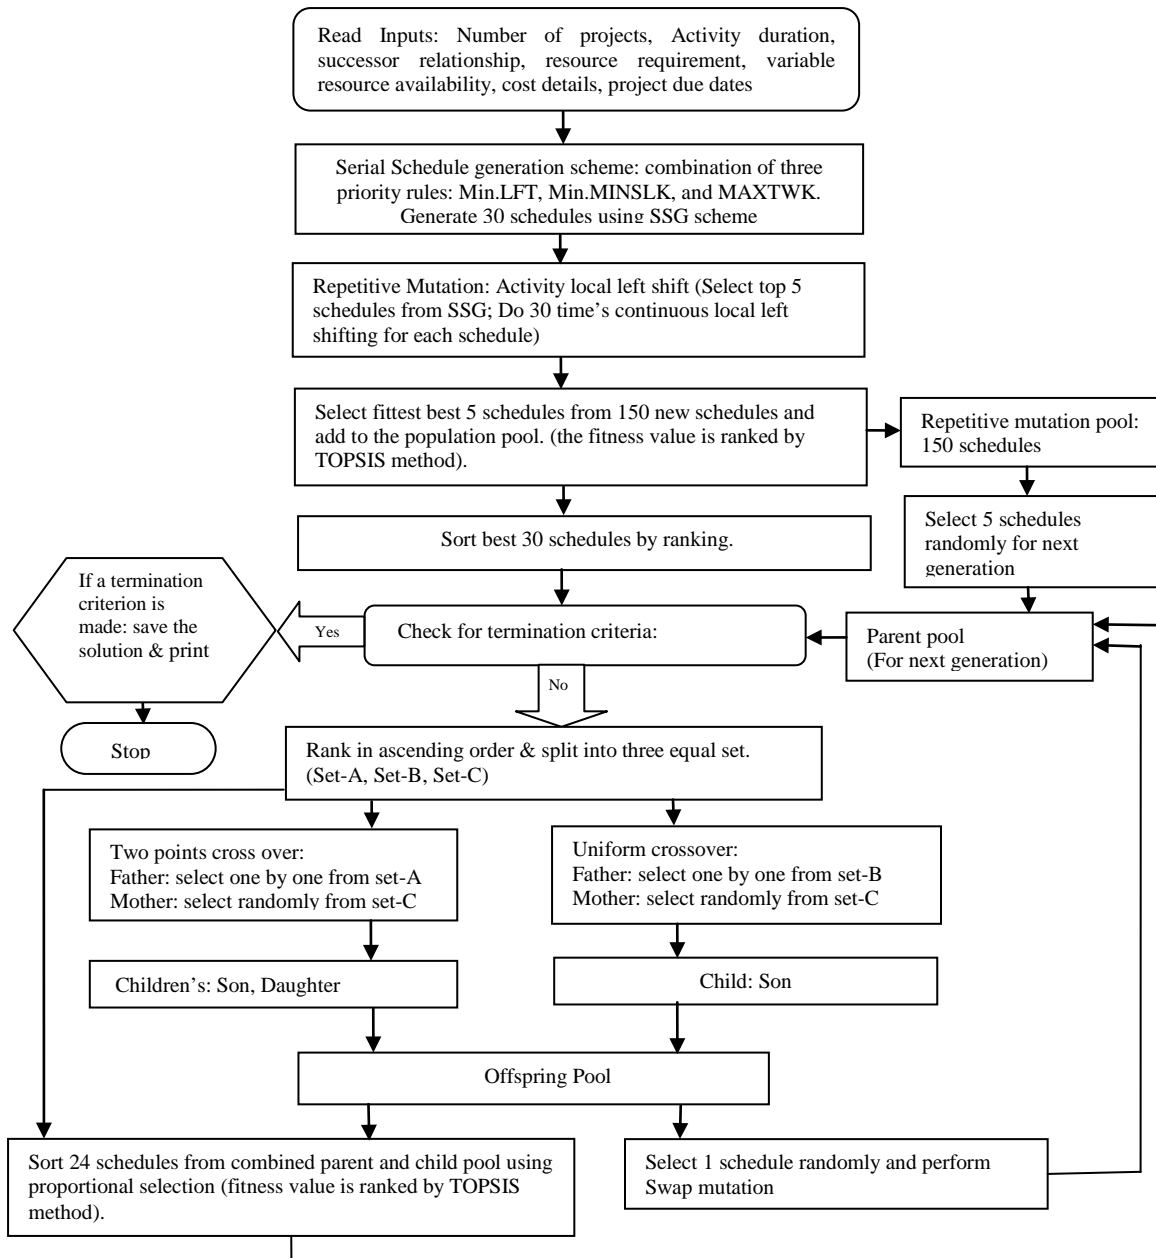 Read Inputs: Number of projects, Activity duration,
successor relationship, resource requirement, variable
resource availability, cost details, project due dates
Serial Schedule generation scheme: combination of three
priority rules: Min.LFT, Min.MINSLK, and MAXTWK.
Generate 30 schedules using SSG scheme
Repetitive Mutation: Activity local left shift (Select top 5
schedules from SSG; Do 30 time's continuous local left
shifting for each schedule)
Select fittest best 5 schedules from 150 new schedules and
add to the population pool. (the fitness value is ranked by
TOPSIS method).
Repetitive mutation pool:
150 schedules
Select 5 schedules
randomly for next
generation
Sort best 30 schedules by ranking.
If a termination
criterion is
made: save the
solution & print
Yes
Check for termination criteria:
Parent pool
(For next generation)
No
Stop
Rank in ascending order & split into three equal set.
(Set-A, Set-B, Set-C)
Two points cross over:
Father: select one by one from set-A
Mother: select randomly from set-C
Uniform crossover:
Father: select one by one from set-B
Mother: select randomly from set-C
Children's: Son, Daughter
Child: Son
Offspring Pool
Sort 24 schedules from combined parent and child pool using
proportional selection (fitness value is ranked by TOPSIS
method).
Select 1 schedule randomly and perform
Swap mutation